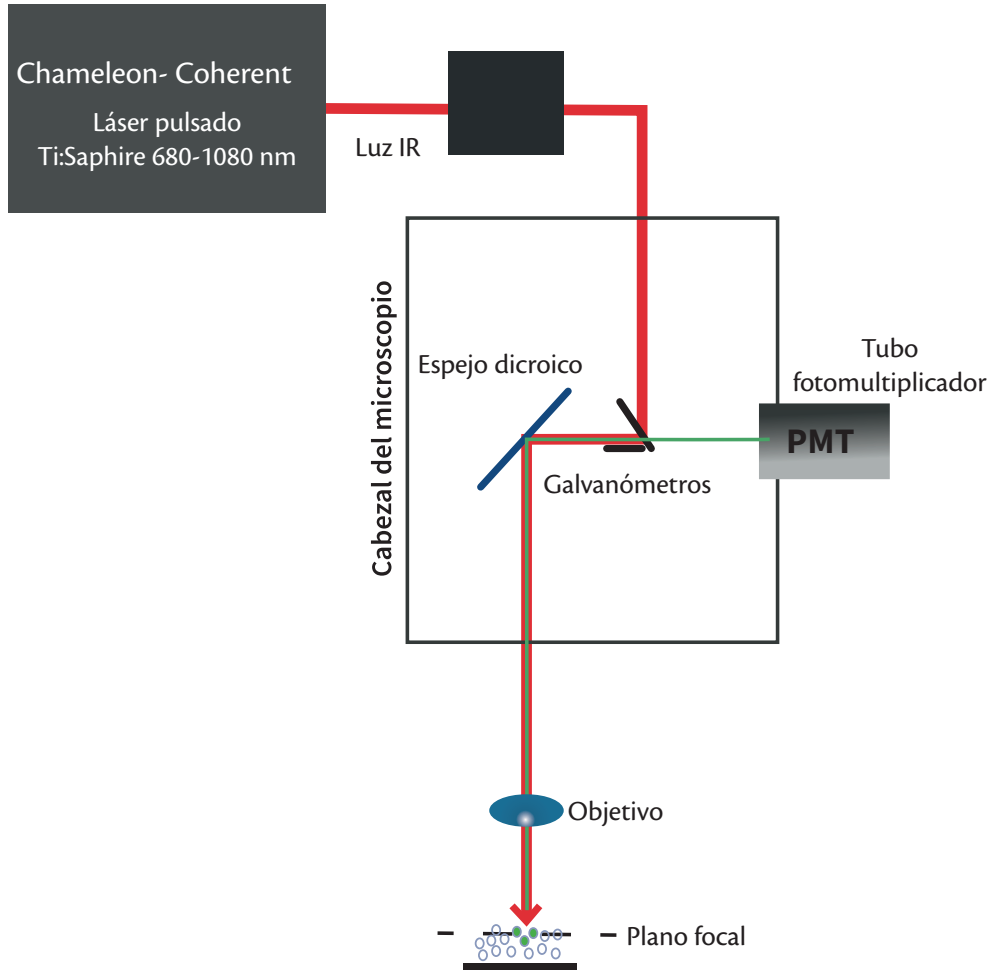 Chameleon- Coherent
Láser pulsado
Ti:Saphire 680-1080 nm
Luz IR
Cabezal del microscopio
Espejo dicroico
Tubo
fotomultiplicador
PMT
Galvanómetros
Objetivo
Plano focal